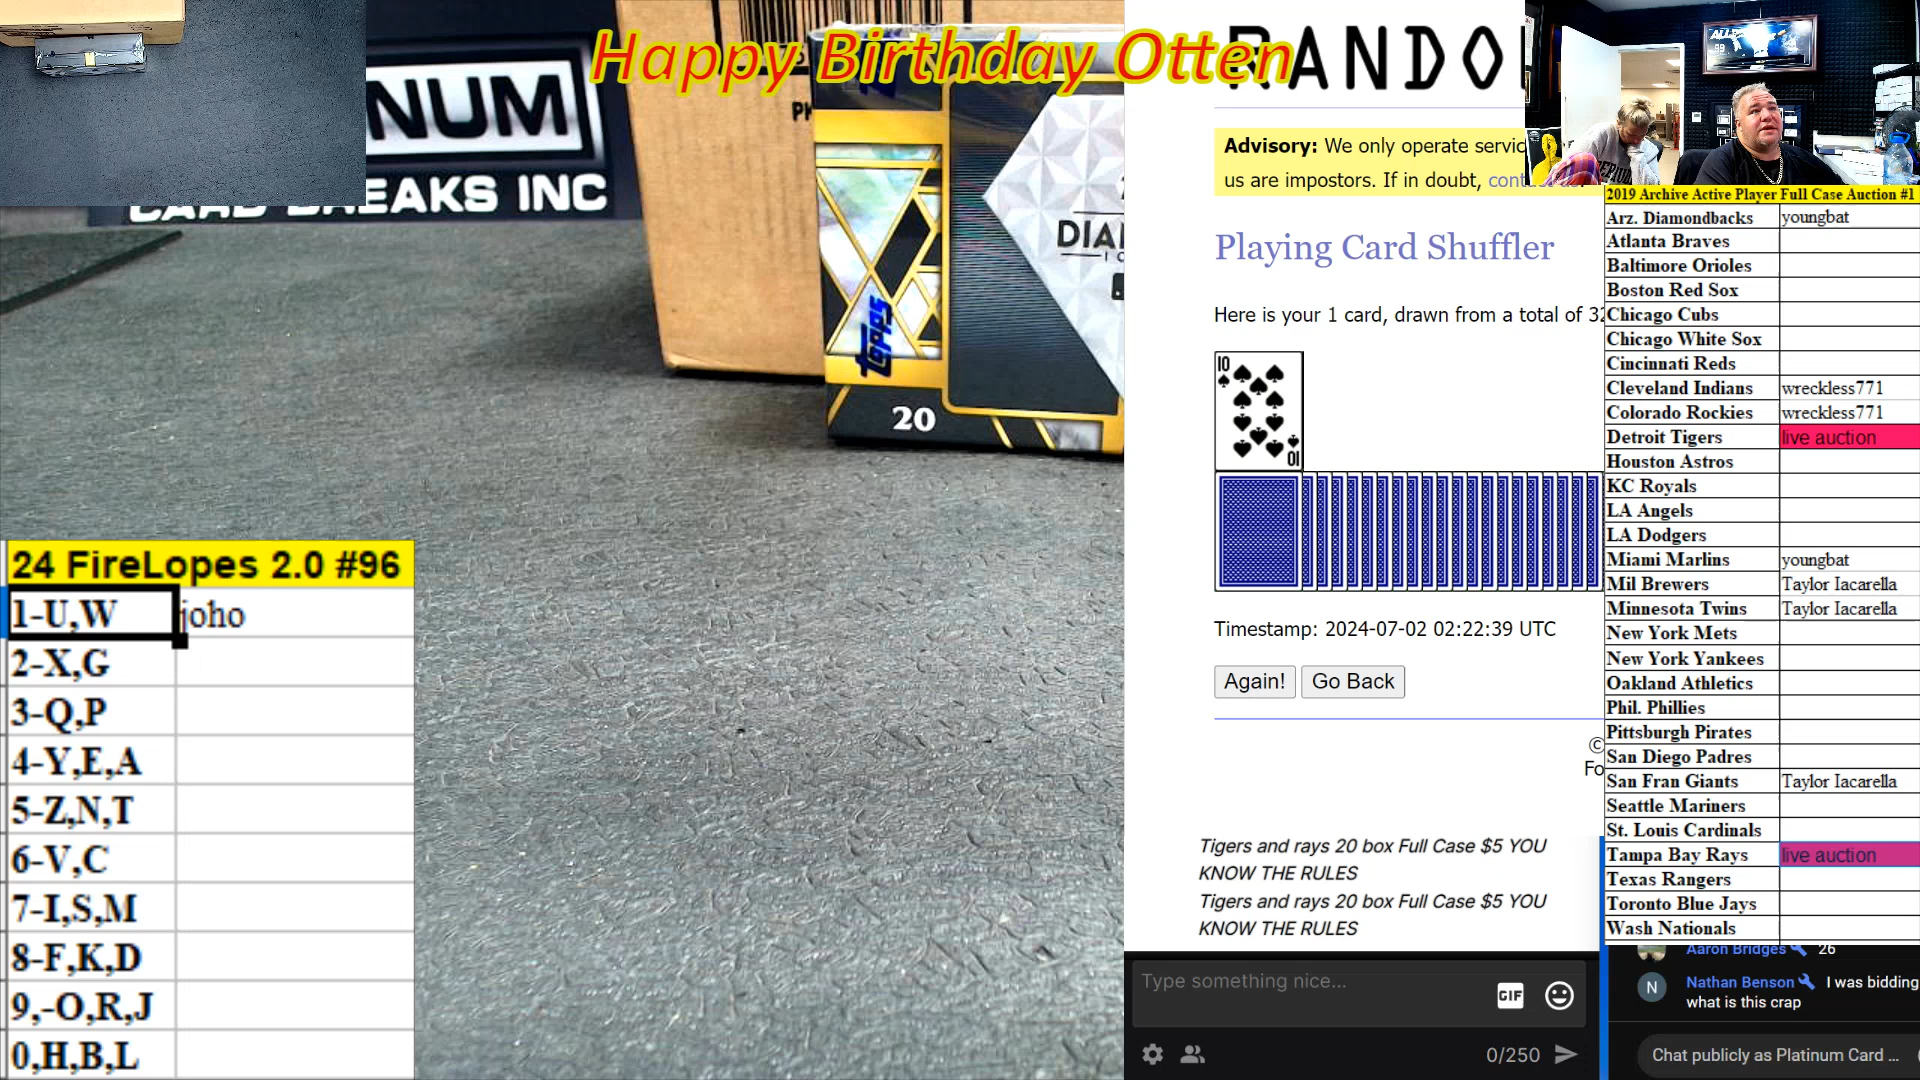 Happy Birthday Otten
NUM
CARD BREAKS INC
topps
20
24 FireLopes 2.0 #96
1-U,W joho
2-X,G
3-Q,P
4-Y,E,A
5-Z,N,T
6-V,C
7-I,S,M
8-F,K,D
9,-O,R,J
0,H,B,L
RANDO
Advisory: We only operate servic
us are impostors. If in doubt, cont
Playing Card Shuffler
Here is your 1 card, drawn from a total of 32
10
10
Timestamp: 2024-07-02 02:22:39 UTC
Again! Go Back
©
Fo
Tigers and rays 20 box Full Case $5 YOU
KNOW THE RULES
Tigers and rays 20 box Full Case $5 YOU
KNOW THE RULES
Type something nice...
GIF
0/250
2019 Archive Active Player Full Case Auction #1
Arz. Diamondbacks youngbat
Atlanta Braves
Baltimore Orioles
Boston Red Sox
Chicago Cubs
Chicago White Sox
Cincinnati Reds
Cleveland Indians wreckless771
Colorado Rockies wreckless771
Detroit Tigers live auction
Houston Astros
KC Royals
LA Angels
LA Dodgers
Miami Marlins youngbat
Mil Brewers Taylor Iacarella
Minnesota Twins Taylor Iacarella
New York Mets
New York Yankees
Oakland Athletics
Phil. Phillies
Pittsburgh Pirates
San Diego Padres
San Fran Giants Taylor Iacarella
Seattle Mariners
St. Louis Cardinals
Tampa Bay Rays live auction
Texas Rangers
Toronto Blue Jays
Wash Nationals
Aaron Bridges 26
N Nathan Benson I was bidding
what is this crap
Chat publicly as Platinum Card ...